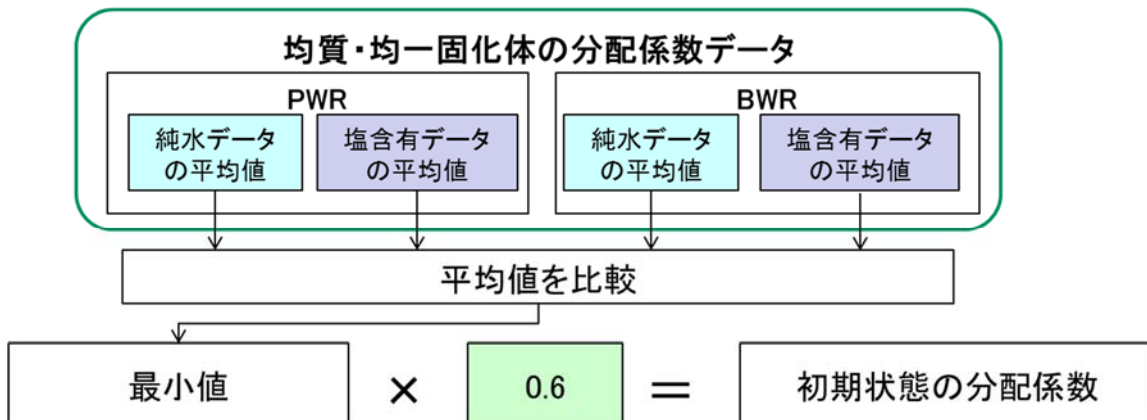 均質・均一固化体の分配係数データ
PWR
BWR
純水データ
の平均値
塩含有データ
の平均値
純水データ
の平均値
塩含有データ
の平均値
平均値を比較
最小値 × 0.6 = 初期状態の分配係数